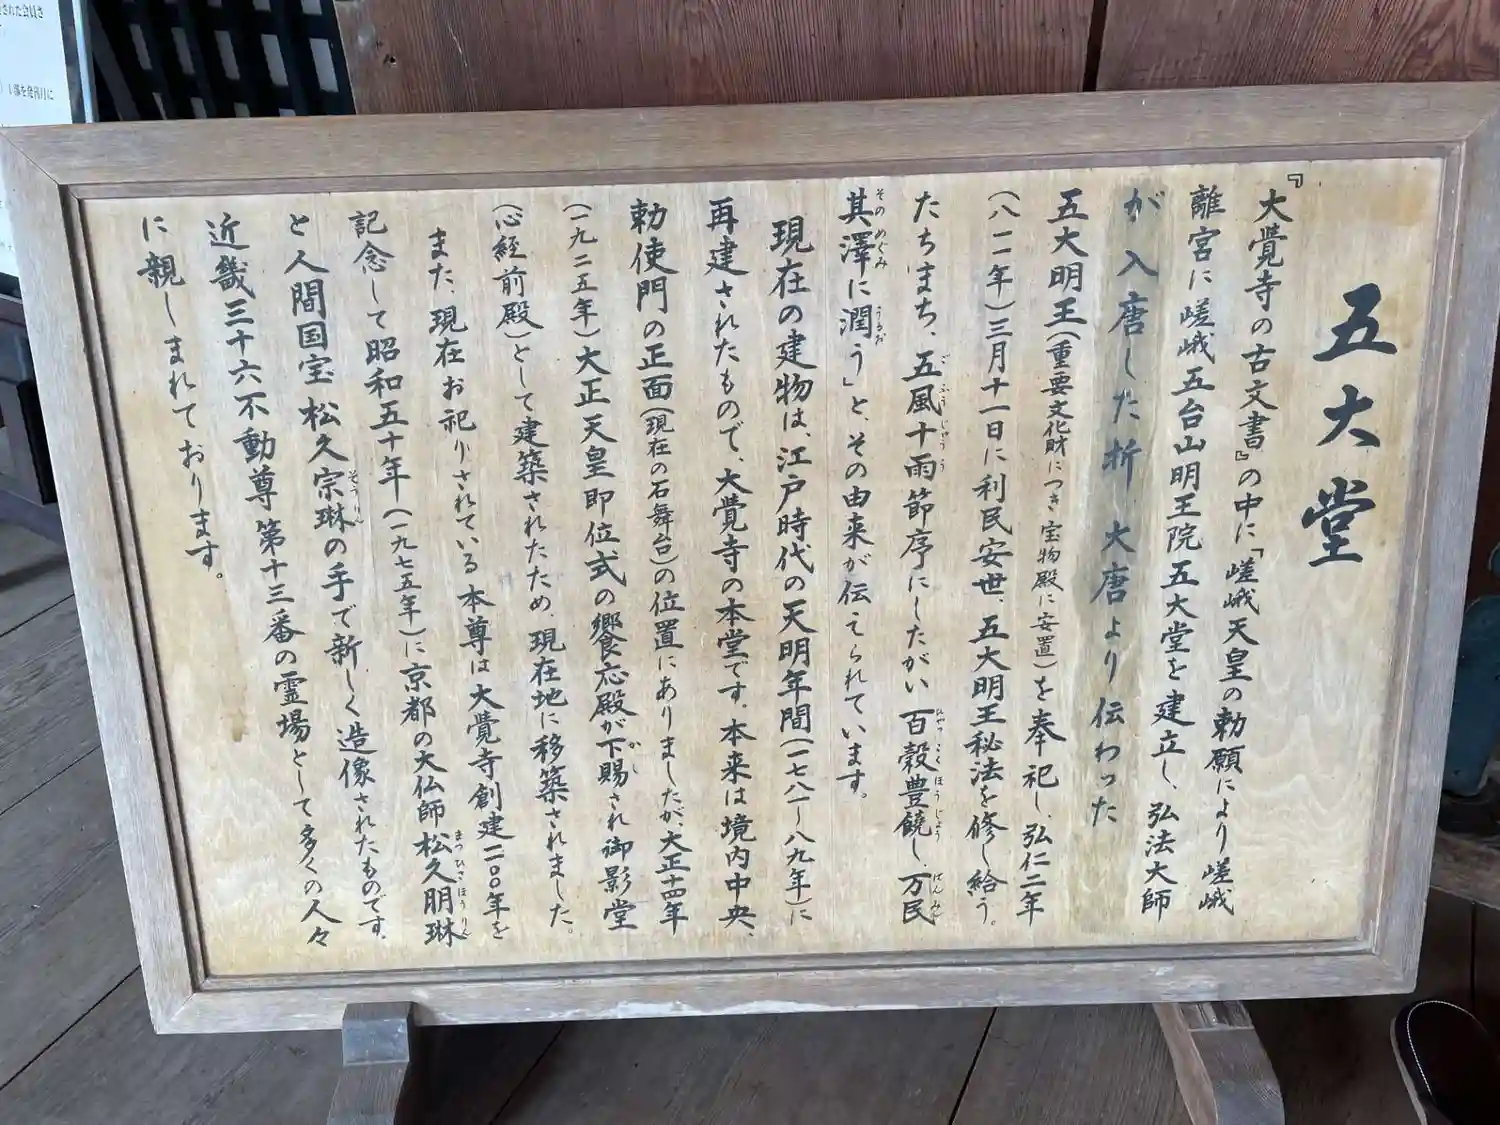 五大堂
『大覺寺の古文書』の中に「嵯峨天皇の勅願により嵯峨
離宮に嵯峨五台山明王院五大堂を建立し、弘法大師
が入唐した折 大唐より伝わった
五大明王(重要文化財につき宝物殿に安置)を奉祀し、弘仁二年
(八一一年)三月十一日に利民安世、五大明王秘法を修し給う。
たちまち、五風十雨節序にしたがい百穀豊饒し、万民
其澤に潤う」と、その由来が伝えられています。
現在の建物は、江戸時代の天明年間(一七八一〜八九年)に
再建されたもので、大覺寺の本堂です。本来は境内中央、
勅使門の正面(現在の石舞台)の位置にありましたが、大正十四年
(一九二五年)大正天皇即位式の饗応殿が下賜され御影堂
(心経前殿)として建築されたため、現在地に移築されました。
また、現在お祀りされている本尊は大覺寺創建一一〇〇年を
記念して昭和五十年(一九七五年)に京都の大仏師松久明琳
と人間国宝松久宗琳の手で新しく造像されたものです。
近畿三十六不動尊第十三番の霊場として多くの人々
に親しまれております。